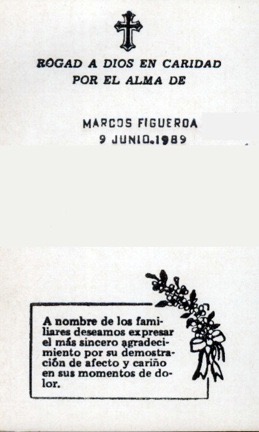 ROGAD A DIOS EN CARIDAD
POR EL ALMA DE
MARCOS FIGUEROA
9 JUNIO.1989
A nombre de los fami-
liares deseamos expresar
el más sincero agradeci-
miento por su demostra-
ción de afecto y cariño
en sus momentos de do-
lor.